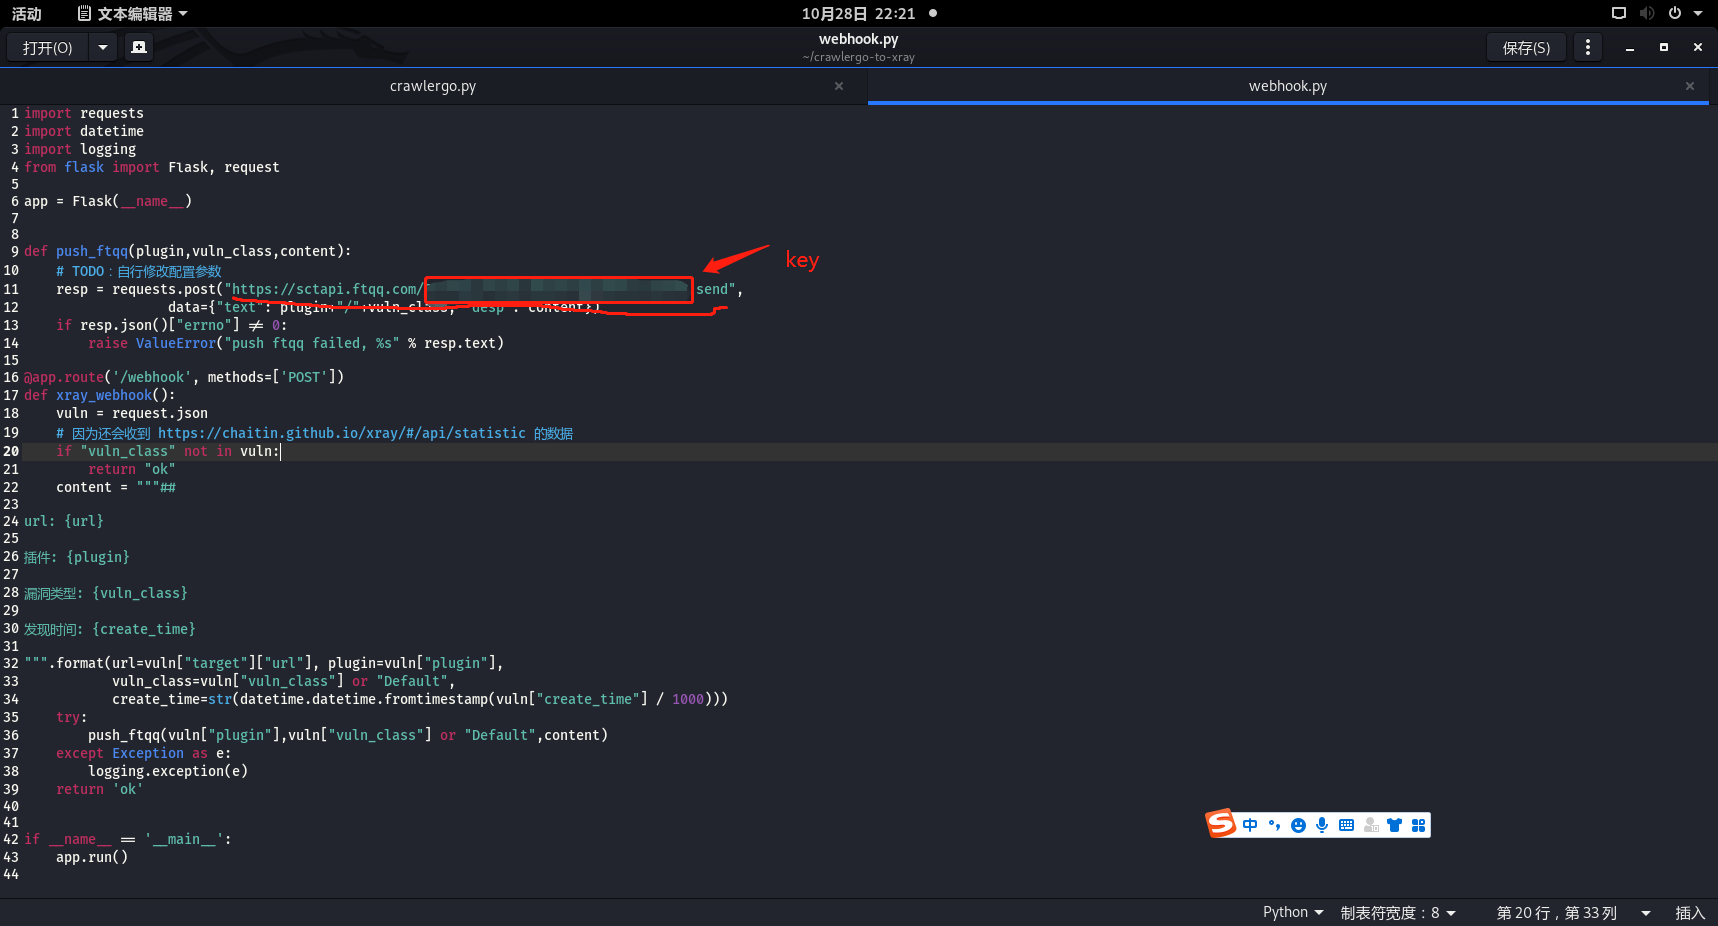 活动 文本编辑器 10月28日 22:21
打开(O) webhook.py 保存(S)
~/crawlergo-to-xray
crawlergo.py × webhook.py ×
1 import requests
2 import datetime
3 import logging
4 from flask import Flask, request
5
6 app = Flask(__name__)
7
8
9 def push_ftqq(plugin,vuln_class,content):
key
10 # TODO：自行修改配置参数
11 resp = requests.post("https://sctapi.ftqq.com/ send",
12 data={"text": plugin+"/"+vuln_class, "desp": content})
13 if resp.json()["errno"] ≠ 0:
14 raise ValueError("push ftqq failed, %s" % resp.text)
15
16 @app.route('/webhook', methods=['POST'])
17 def xray_webhook():
18 vuln = request.json
19 # 因为还会收到 https://chaitin.github.io/xray/#/api/statistic 的数据
20 if "vuln_class" not in vuln:
21 return "ok"
22 content = """##
23
24 url: {url}
25
26 插件: {plugin}
27
28 漏洞类型: {vuln_class}
29
30 发现时间: {create_time}
31
32 """.format(url=vuln["target"]["url"], plugin=vuln["plugin"],
33 vuln_class=vuln["vuln_class"] or "Default",
34 create_time=str(datetime.datetime.fromtimestamp(vuln["create_time"] / 1000)))
35 try:
36 push_ftqq(vuln["plugin"],vuln["vuln_class"] or "Default",content)
37 except Exception as e:
38 logging.exception(e)
39 return 'ok'
40
41
42 if __name__ == '__main__':
43 app.run()
44
S 中
Python 制表符宽度：8 第 20 行，第 33 列 插入